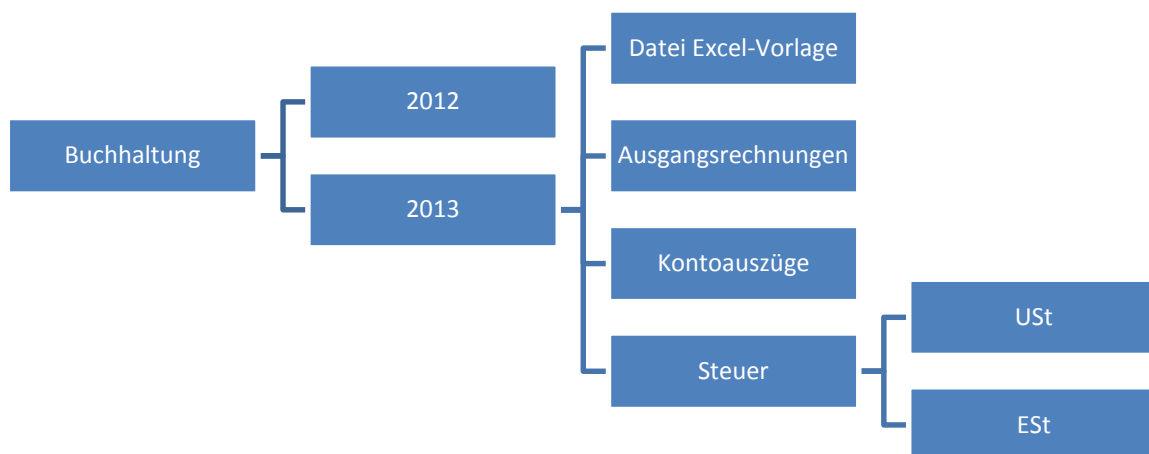 Buchhaltung
2012
2013
Datei Excel-Vorlage
Ausgangsrechnungen
Kontoauszüge
Steuer
USt
ESt